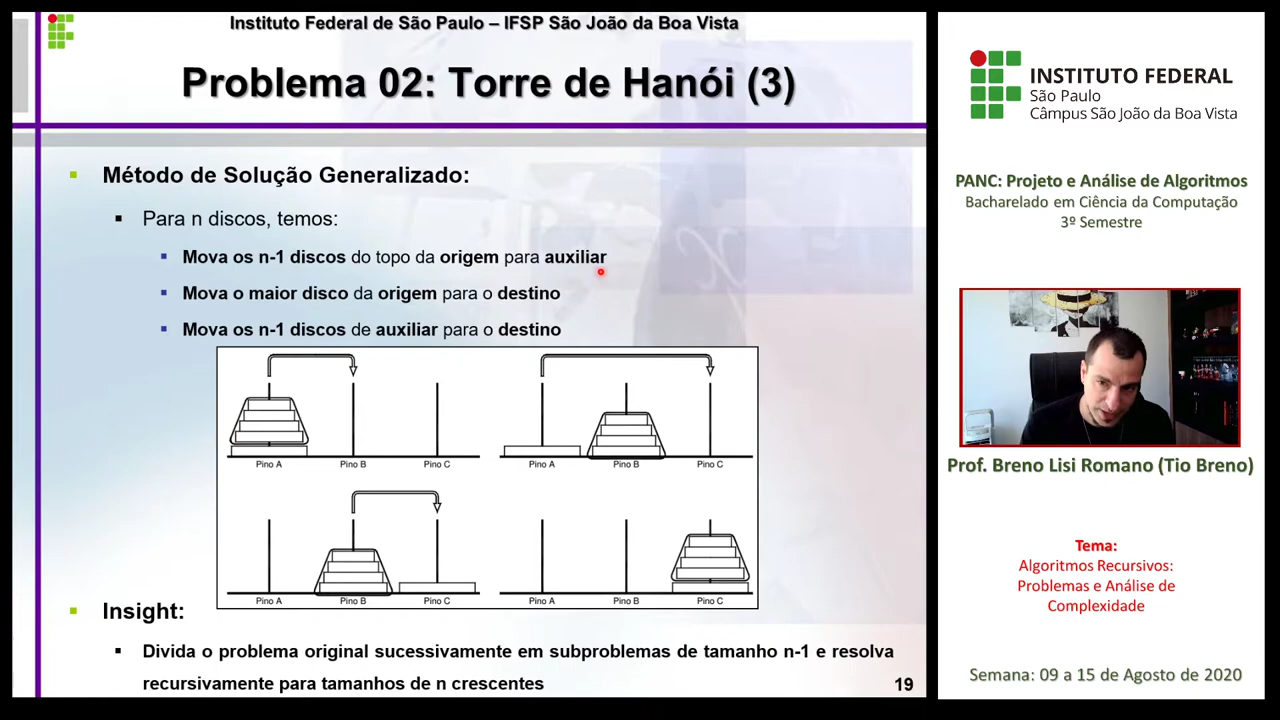 Instituto Federal de São Paulo – IFSP São João da Boa Vista
Problema 02: Torre de Hanói (3)
Método de Solução Generalizado:
Para n discos, temos:
Mova os n-1 discos do topo da origem para auxiliar
Mova o maior disco da origem para o destino
Mova os n-1 discos de auxiliar para o destino
Pino A Pino B Pino C
Pino A Pino B Pino C
Pino A Pino B Pino C
Pino A Pino B Pino C
Insight:
Divida o problema original sucessivamente em subproblemas de tamanho n-1 e resolva
recursivamente para tamanhos de n crescentes
19
INSTITUTO FEDERAL
São Paulo
Câmpus São João da Boa Vista
PANC: Projeto e Análise de Algoritmos
Bacharelado em Ciência da Computação
3º Semestre
Prof. Breno Lisi Romano (Tio Breno)
Tema:
Algoritmos Recursivos:
Problemas e Análise de
Complexidade
Semana: 09 a 15 de Agosto de 2020